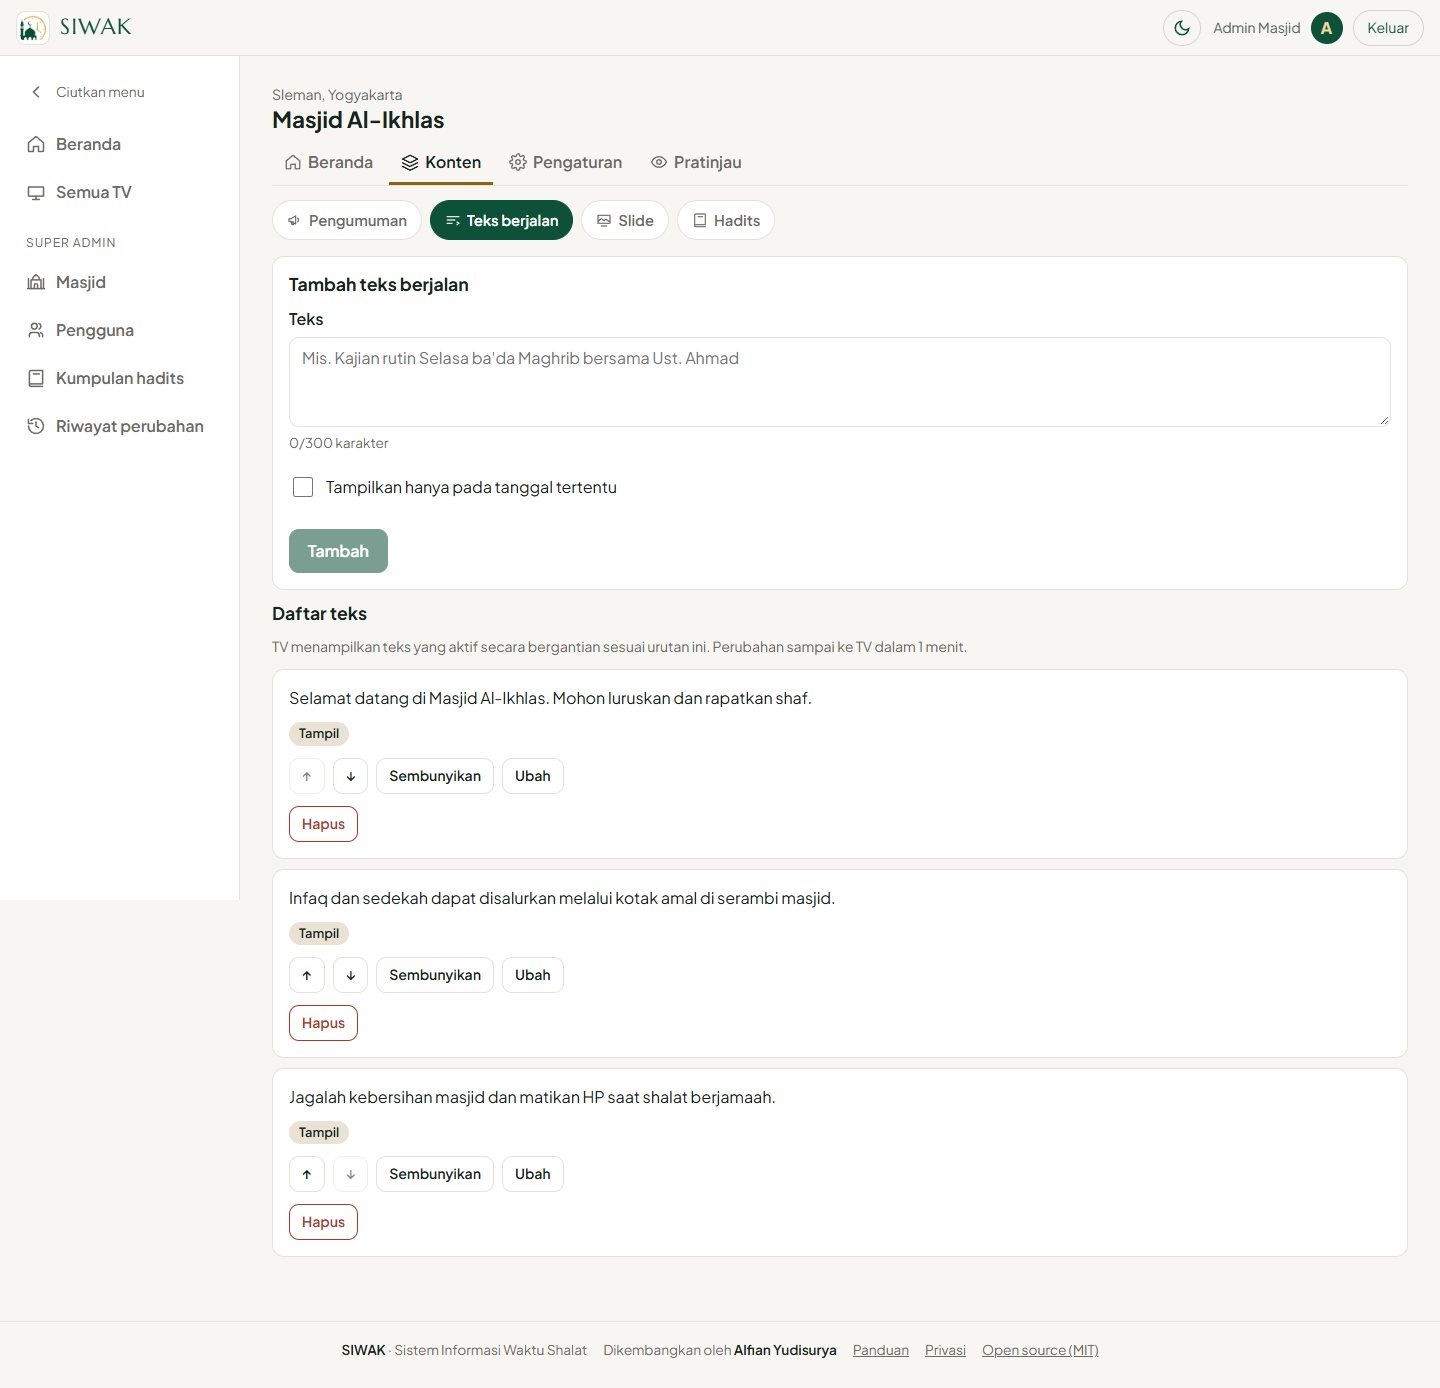 SIWAK
Admin Masjid
A
Keluar
Ciutkan menu
Beranda
Semua TV
SUPER ADMIN
Masjid
Pengguna
Kumpulan hadits
Riwayat perubahan
Sleman, Yogyakarta
Masjid Al-Ikhlas
Beranda Konten Pengaturan Pratinjau
Pengumuman Teks berjalan Slide Hadits
Tambah teks berjalan
Teks
Mis. Kajian rutin Selasa ba'da Maghrib bersama Ust. Ahmad
0/300 karakter
Tampilkan hanya pada tanggal tertentu
Tambah
Daftar teks
TV menampilkan teks yang aktif secara bergantian sesuai urutan ini. Perubahan sampai ke TV dalam 1 menit.
Selamat datang di Masjid Al-Ikhlas. Mohon luruskan dan rapatkan shaf.
Tampil
↑ ↓ Sembunyikan Ubah
Hapus
Infaq dan sedekah dapat disalurkan melalui kotak amal di serambi masjid.
Tampil
↑ ↓ Sembunyikan Ubah
Hapus
Jagalah kebersihan masjid dan matikan HP saat shalat berjamaah.
Tampil
↑ ↓ Sembunyikan Ubah
Hapus
SIWAK · Sistem Informasi Waktu Shalat Dikembangkan oleh Alfian Yudisurya Panduan Privasi Open source (MIT)